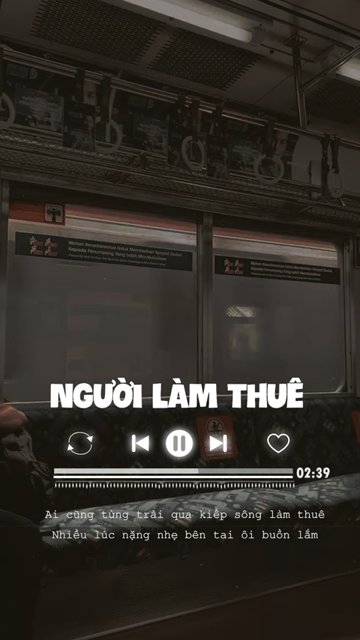 NGƯỜI LÀM THUÊ
02:39
Ai cũng từng trải qua kiếp sống làm thuê
Nhiều lúc nặng nhẹ bên tai ôi buồn lắm